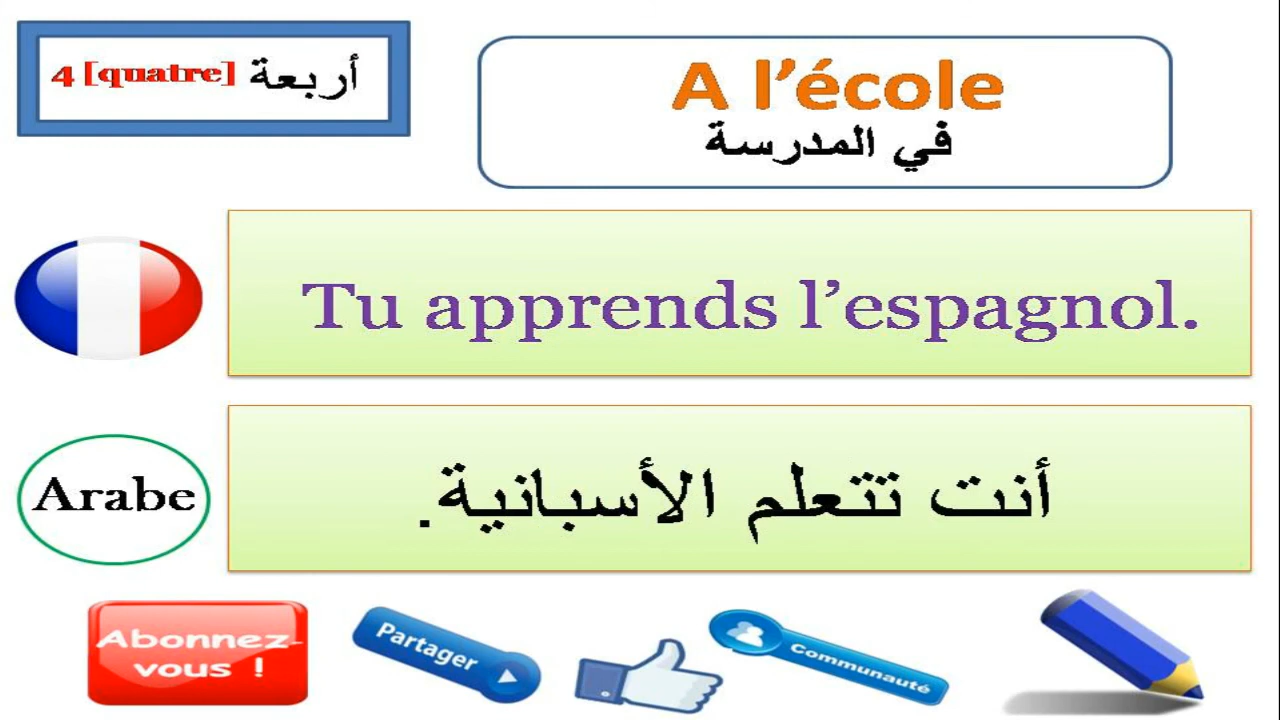 4 [quatre] أربعة
A l’école
في المدرسة
Tu apprends l’espagnol.
Arabe
أنت تتعلم الأسبانية.
Abonnez-
vous !
Partager
Communauté